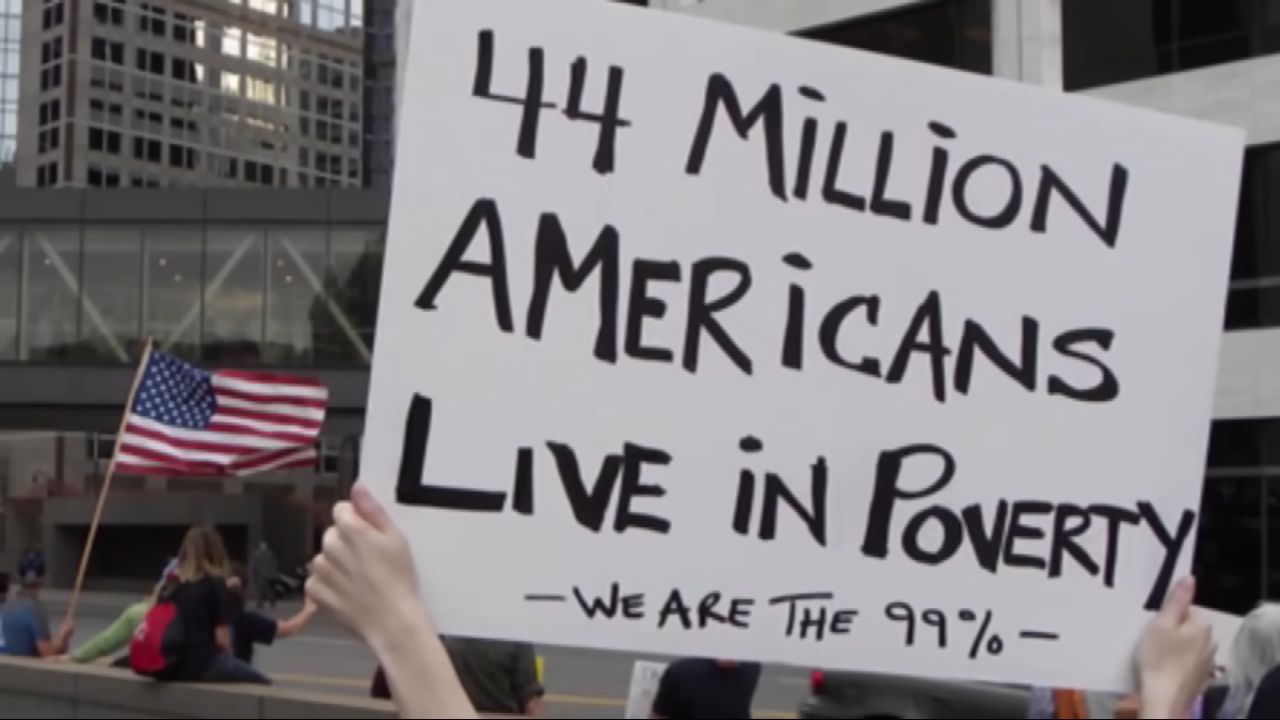 44 MiLLiON
AMERiCANS
LIVE iN POVERTY
—WE ARE THE 99%—